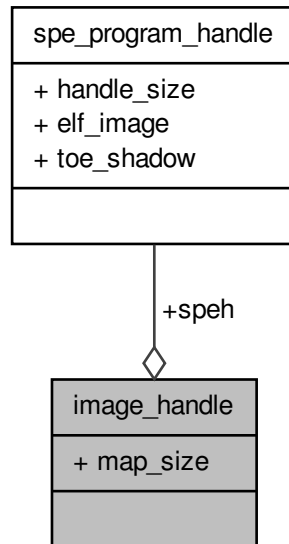 spe_program_handle
+ handle_size
+ elf_image
+ toe_shadow
+speh
image_handle
+ map_size